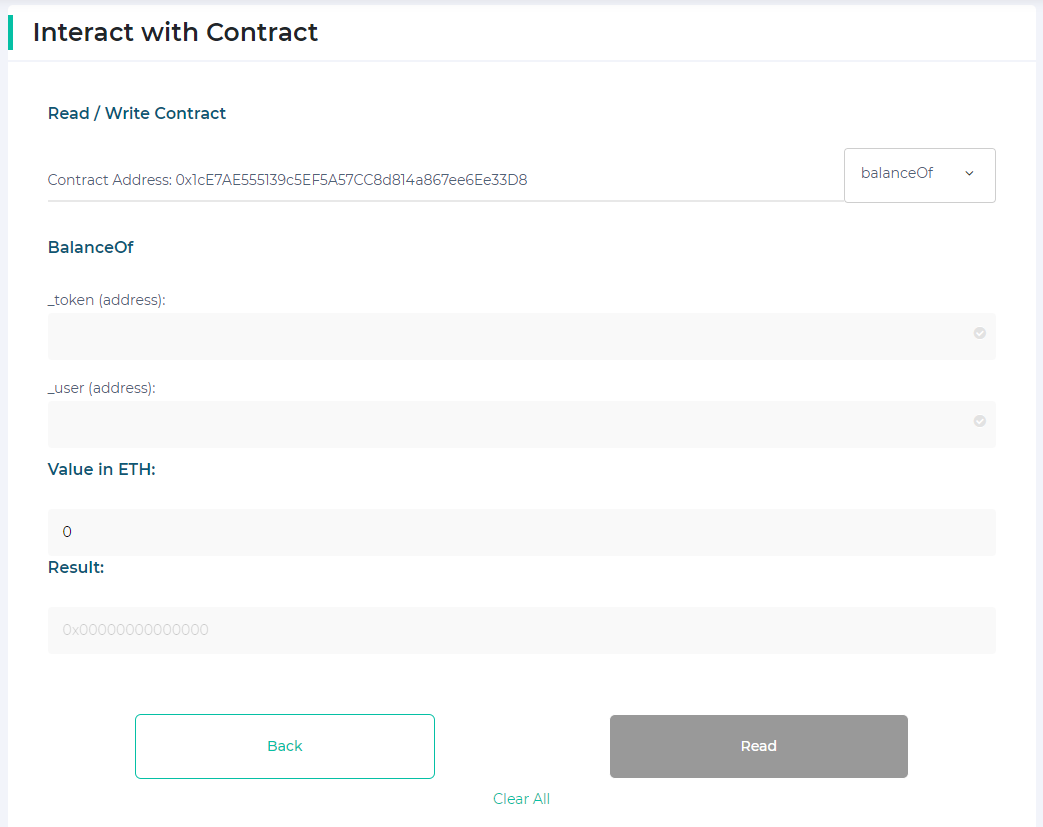 Interact with Contract
Read / Write Contract
Contract Address: 0x1cE7AE555139c5EF5A57CC8d814a867ee6Ee33D8
balanceOf
BalanceOf
_token (address):
_user (address):
Value in ETH:
0
Result:
0x00000000000000
Back
Read
Clear All